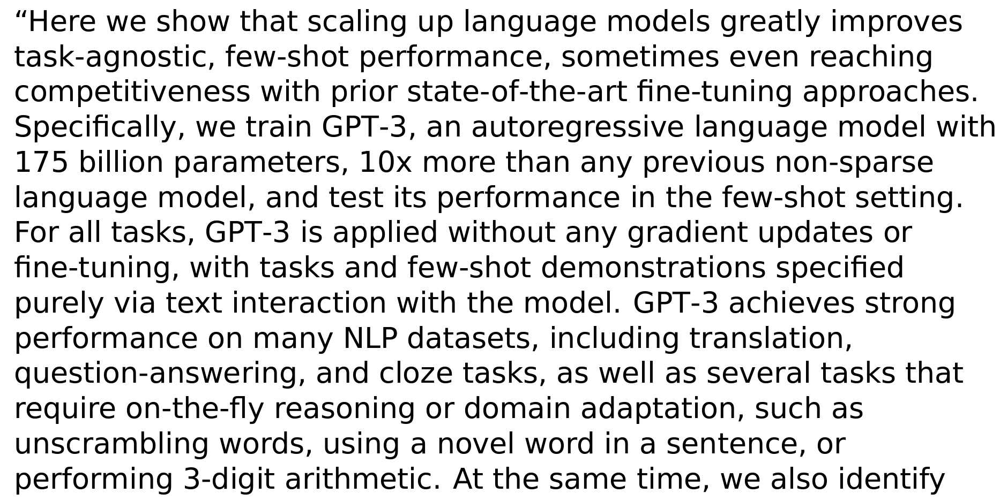 “Here we show that scaling up language models greatly improves
task-agnostic, few-shot performance, sometimes even reaching
competitiveness with prior state-of-the-art fine-tuning approaches.
Specifically, we train GPT-3, an autoregressive language model with
175 billion parameters, 10x more than any previous non-sparse
language model, and test its performance in the few-shot setting.
For all tasks, GPT-3 is applied without any gradient updates or
fine-tuning, with tasks and few-shot demonstrations specified
purely via text interaction with the model. GPT-3 achieves strong
performance on many NLP datasets, including translation,
question-answering, and cloze tasks, as well as several tasks that
require on-the-fly reasoning or domain adaptation, such as
unscrambling words, using a novel word in a sentence, or
performing 3-digit arithmetic. At the same time, we also identify